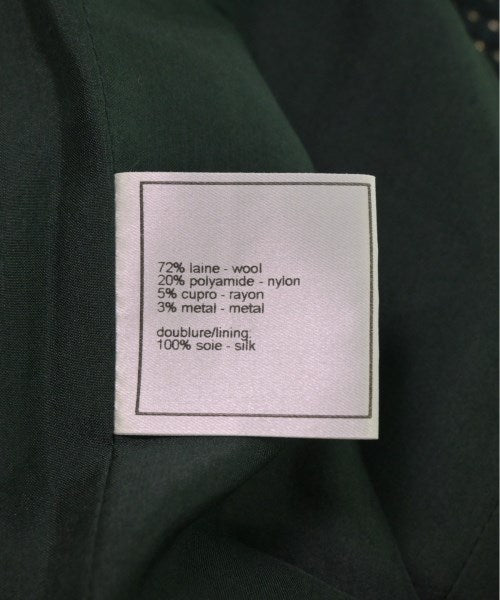 72% laine - wool
20% polyamide - nylon
5% cupro - rayon
3% metal - metal
doublure/lining:
100% soie - silk